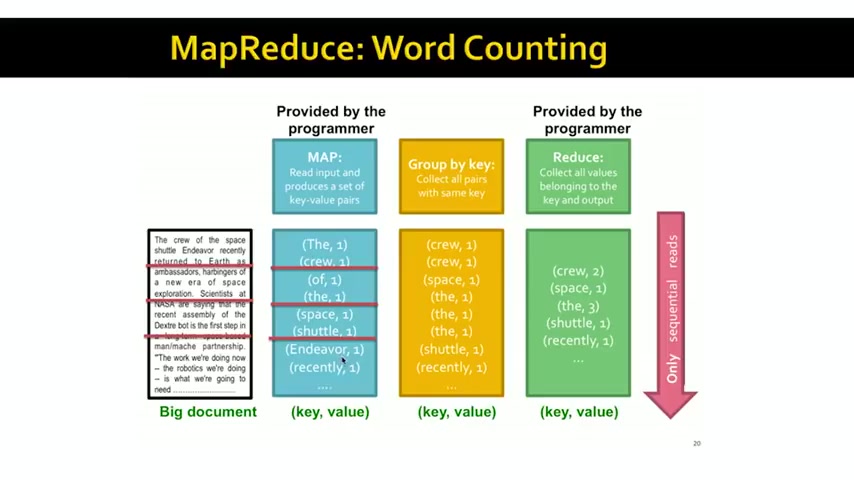 MapReduce: Word Counting
Provided by the
programmer
Provided by the
programmer
MAP:
Read input and
produces a set of
key-value pairs
Group by key:
Collect all pairs
with same key
Reduce:
Collect all values
belonging to the
key and output
The crew of the space
shuttle Endeavor recently
returned to Earth as
ambassadors, harbingers of
a new era of space
exploration. Scientists at
NASA are saying that the
recent assembly of the
Dextre bot is the first step in
a long-term space-based
man/mache partnership.
"The work we're doing now
-- the robotics we're doing
-- is what we're going to
need ........................
Big document
(The, 1)
(crew, 1)
(of, 1)
(the, 1)
(space, 1)
(shuttle, 1)
(Endeavor, 1)
(recently, 1)
....
(key, value)
(crew, 1)
(crew, 1)
(space, 1)
(the, 1)
(the, 1)
(the, 1)
(shuttle, 1)
(recently, 1)
...
(key, value)
(crew, 2)
(space, 1)
(the, 3)
(shuttle, 1)
(recently, 1)
...
(key, value)
Only sequential reads
20